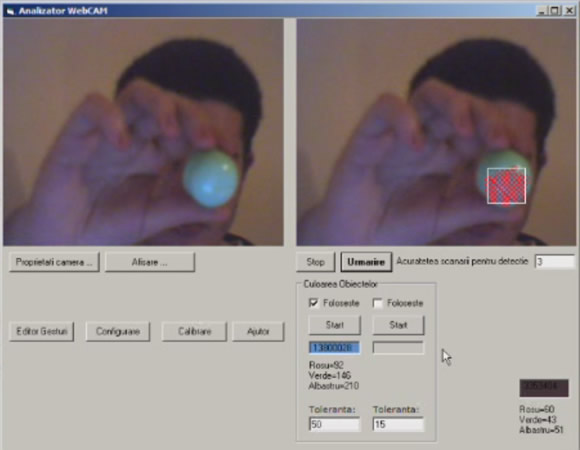 Analizator WebCAM
Proprietati camera ...
Afisare ...
Stop
Urmarire
Acuratetea scanarii pentru detectie
3
Culoarea Obiectelor
Foloseste
Foloseste
Start
Start
13800028
Rosu=92
Verde=146
Albastru=210
Toleranta:
Toleranta:
50
15
Editor Gesturi
Configurare
Calibrare
Ajutor
Rosu=60
Verde=43
Albastru=51